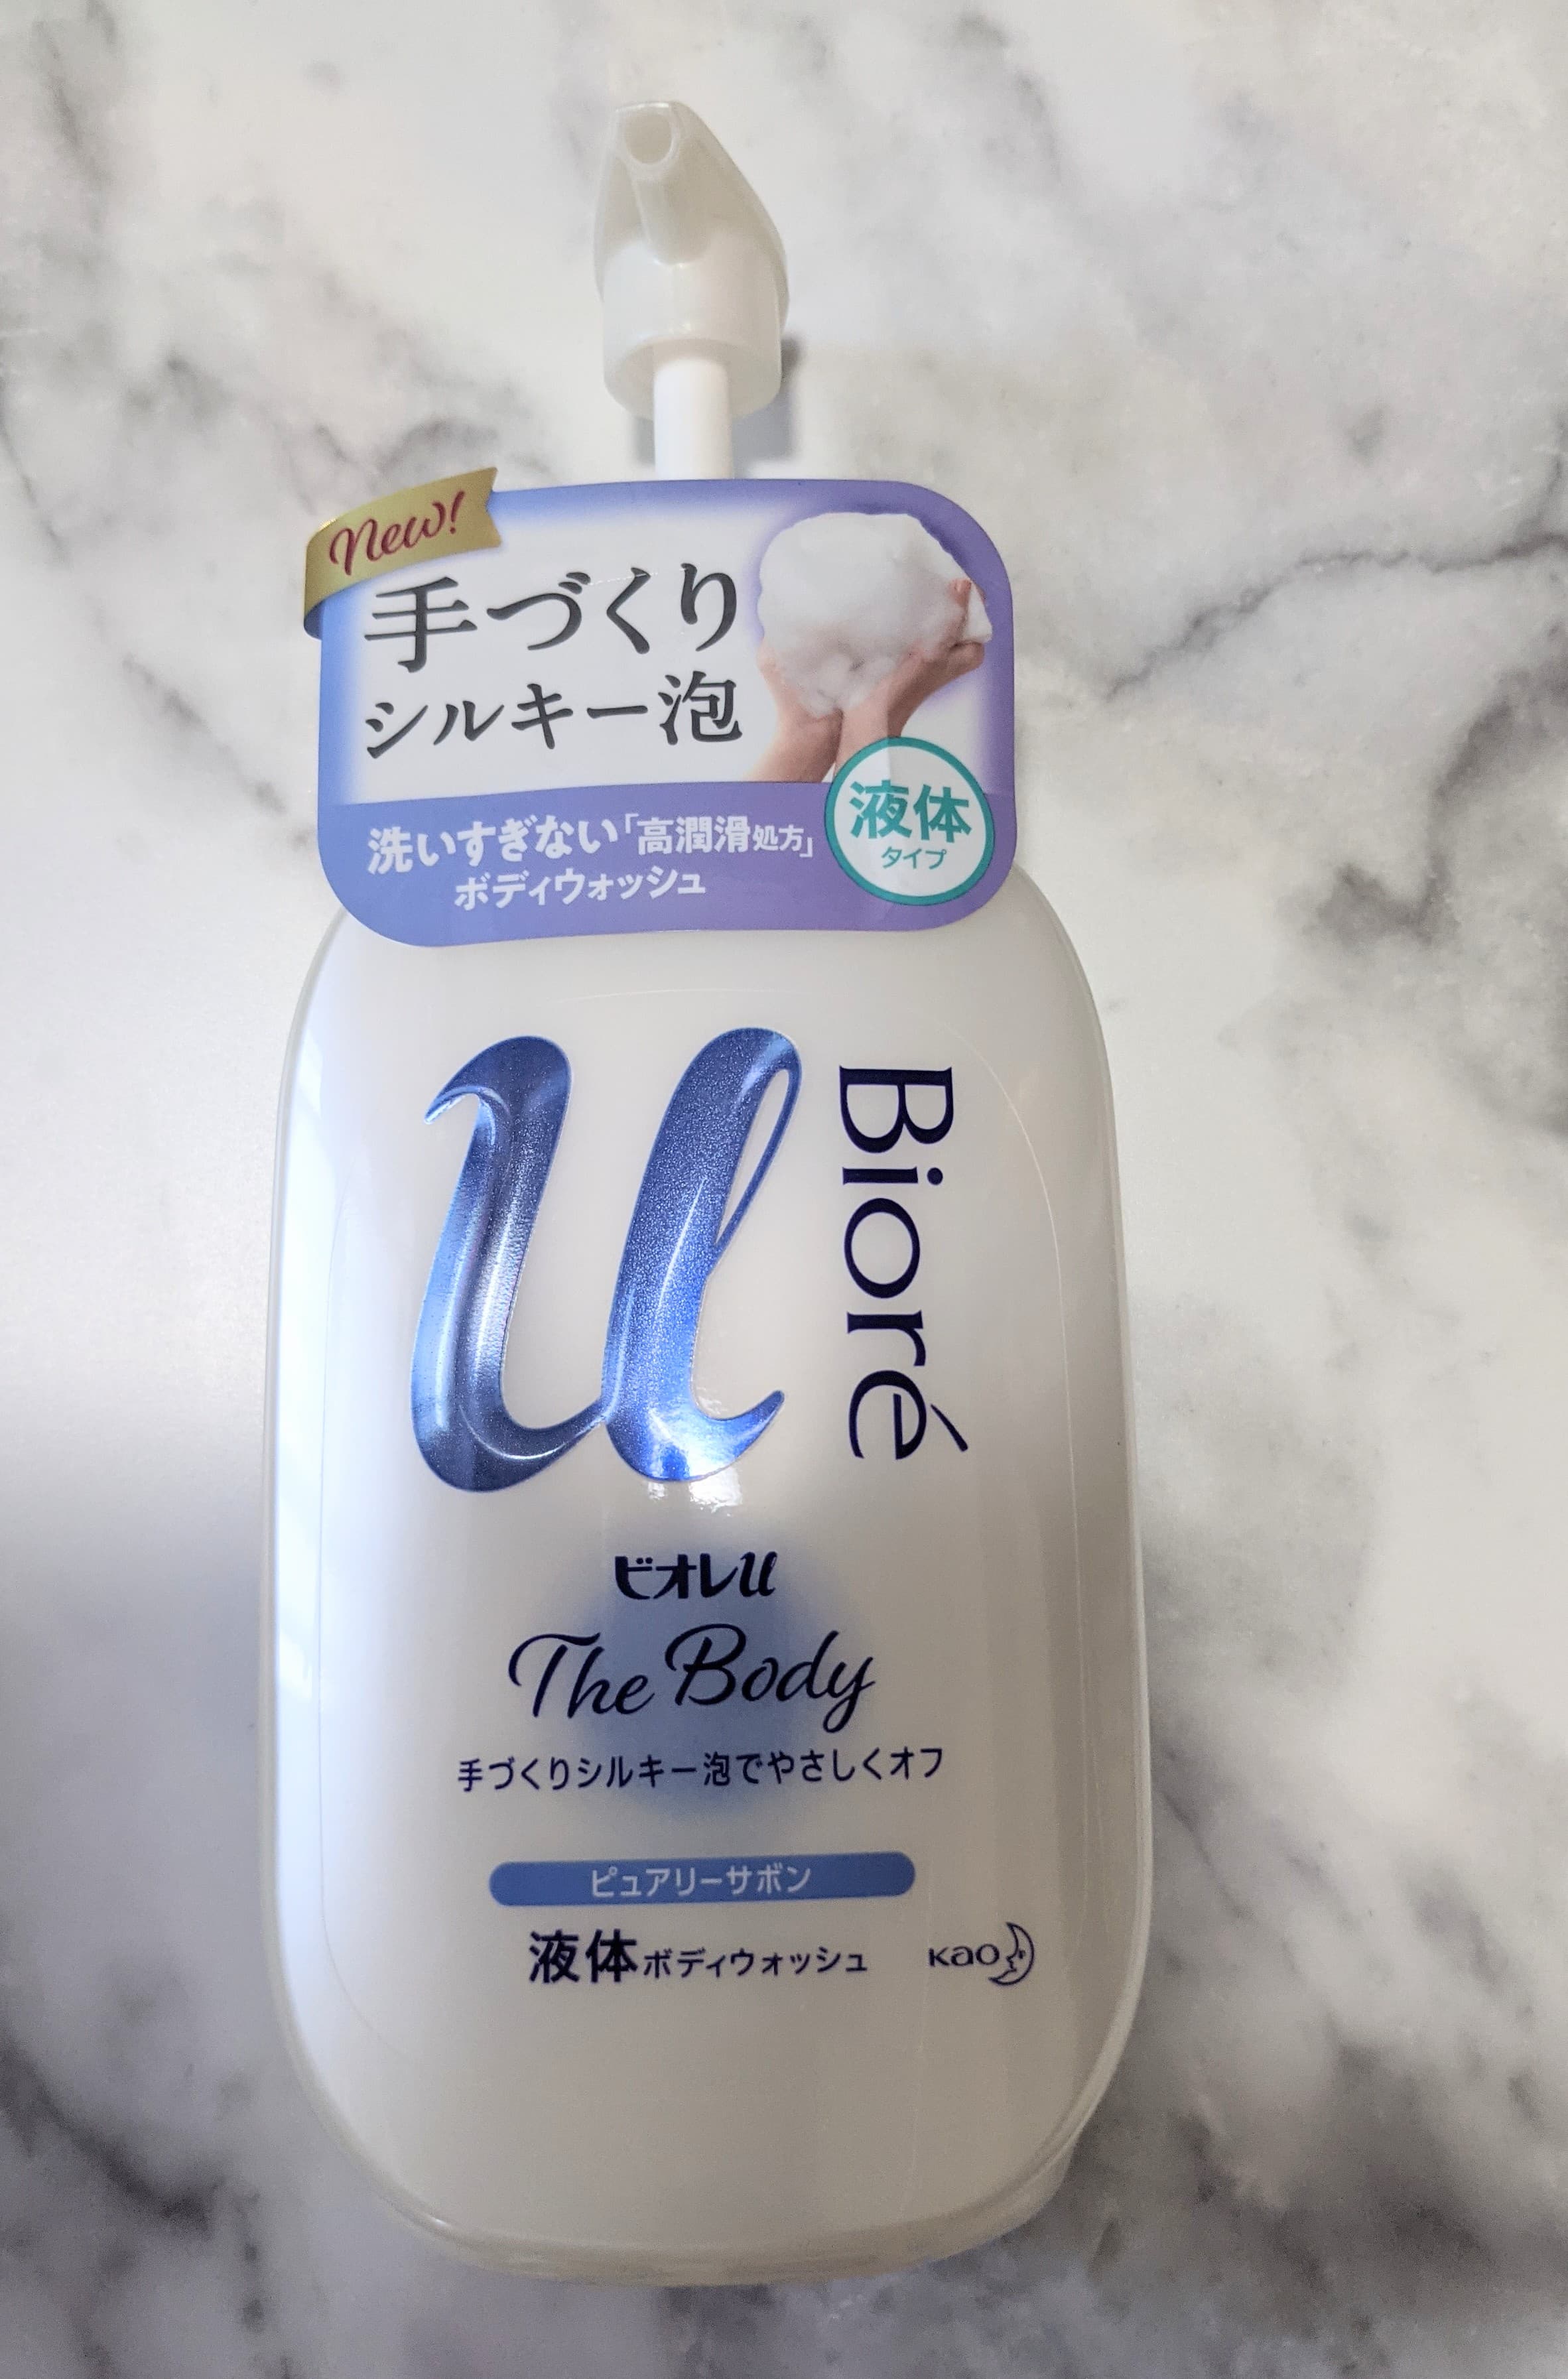 New!
手づくり
シルキー泡
洗いすぎない「高潤滑処方」
ボディウォッシュ
液体
タイプ
u
Bioré
ビオレu
The Body
手づくりシルキー泡でやさしくオフ
ピュアリーサボン
液体ボディウォッシュ
Kao